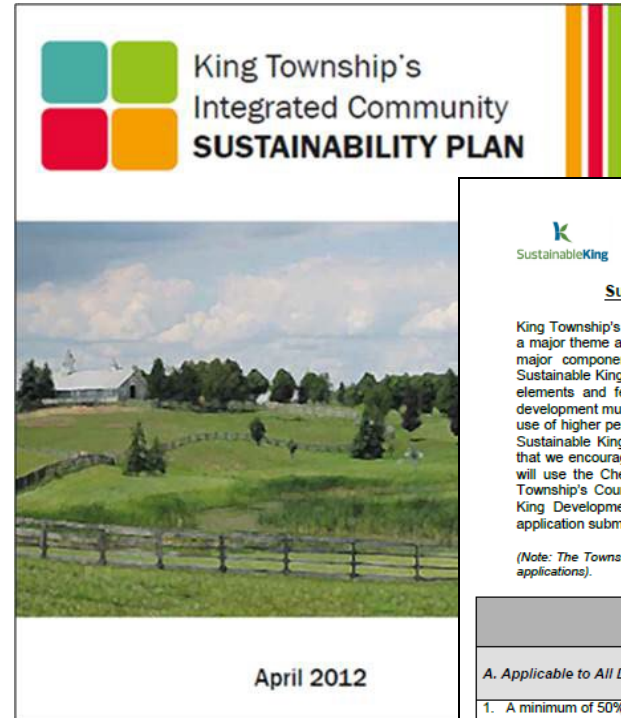 King Township's
Integrated Community
SUSTAINABILITY PLAN
April 2012
SustainableKing
King Township's
a major theme a
major compone
Sustainable King
elements and fe
development mu
use of higher pe
Sustainable King
that we encourag
will use the Che
Township's Cour
King Developme
application subm
(Note: The Towns
applications).
A. Applicable to All
1. A minimum of 50%